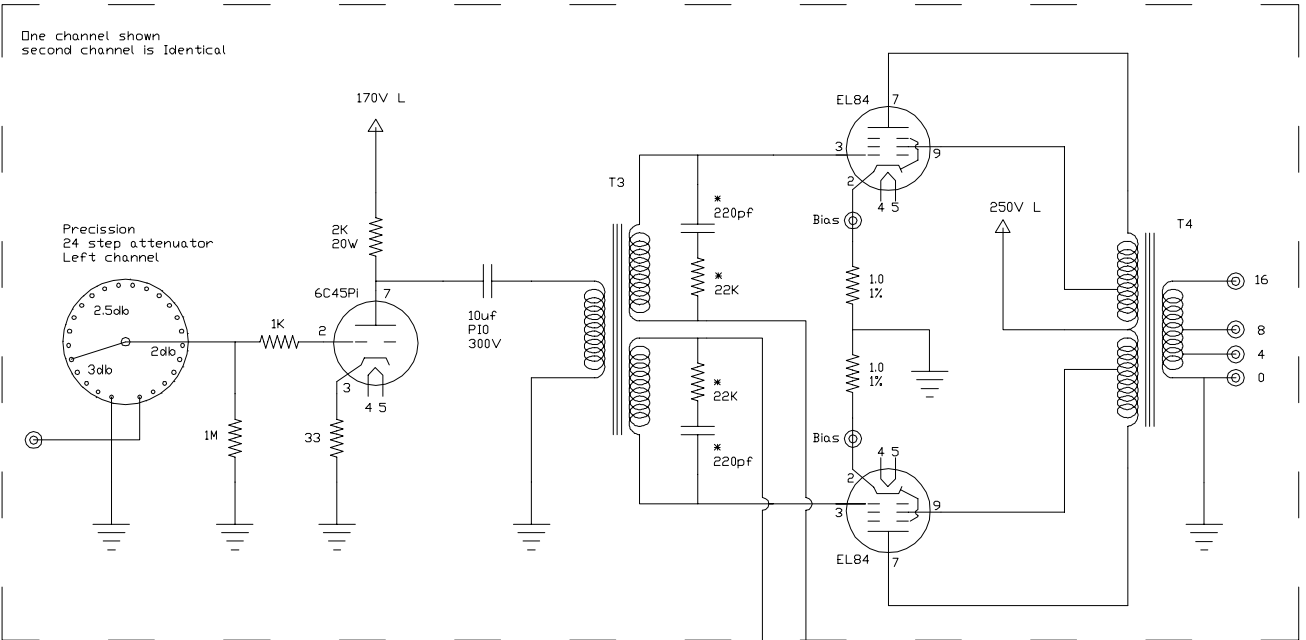 One channel shown
second channel is Identical
170V L
2K
20W
Precission
24 step attenuator
Left channel
2.5db
2db
3db
1K
1M
6C45Pi
7
2
3
4 5
33
10uf
PIO
300V
T3
*
220pf
*
22K
*
22K
*
220pf
EL84
7
3
9
2
4 5
Bias
1.0
1%
1.0
1%
Bias
4 5
2
3
9
EL84
7
250V L
T4
16
8
4
0